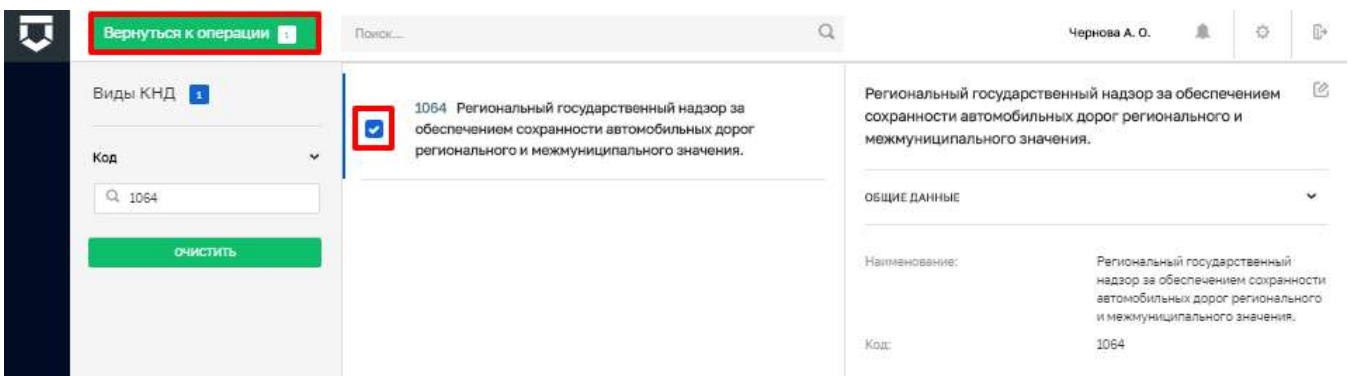 Вернуться к операции 1
Поиск...
Чернова А. О.
Виды КНД 1
Код
1064
ОЧИСТИТЬ
1064 Региональный государственный надзор за
обеспечением сохранности автомобильных дорог
регионального и межмуниципального значения.
Региональный государственный надзор за обеспечением
сохранности автомобильных дорог регионального и
межмуниципального значения.
ОБЩИЕ ДАННЫЕ
Наименование:
Региональный государственный
надзор за обеспечением сохранности
автомобильных дорог регионального
и межмуниципального значения.
Код:
1064